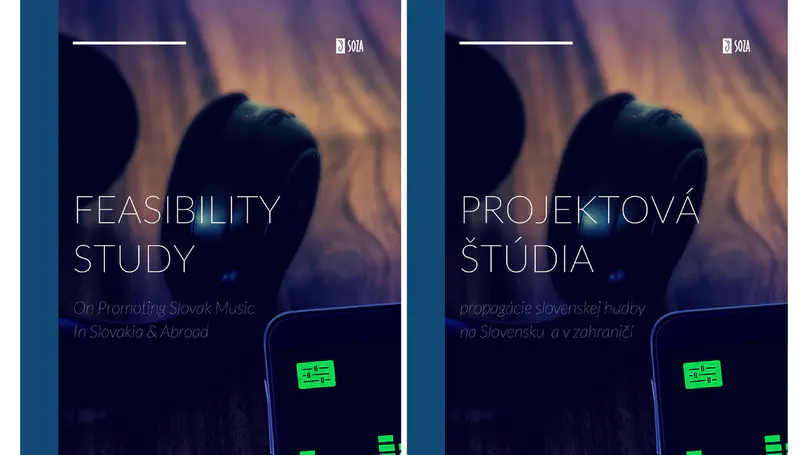 SOZA
FEASIBILITY
STUDY
On Promoting Slovak Music
In Slovakia & Abroad
SOZA
PROJEKTOVÁ
ŠTÚDIA
propagácie slovenskej hudby
na Slovensku a v zahraničí